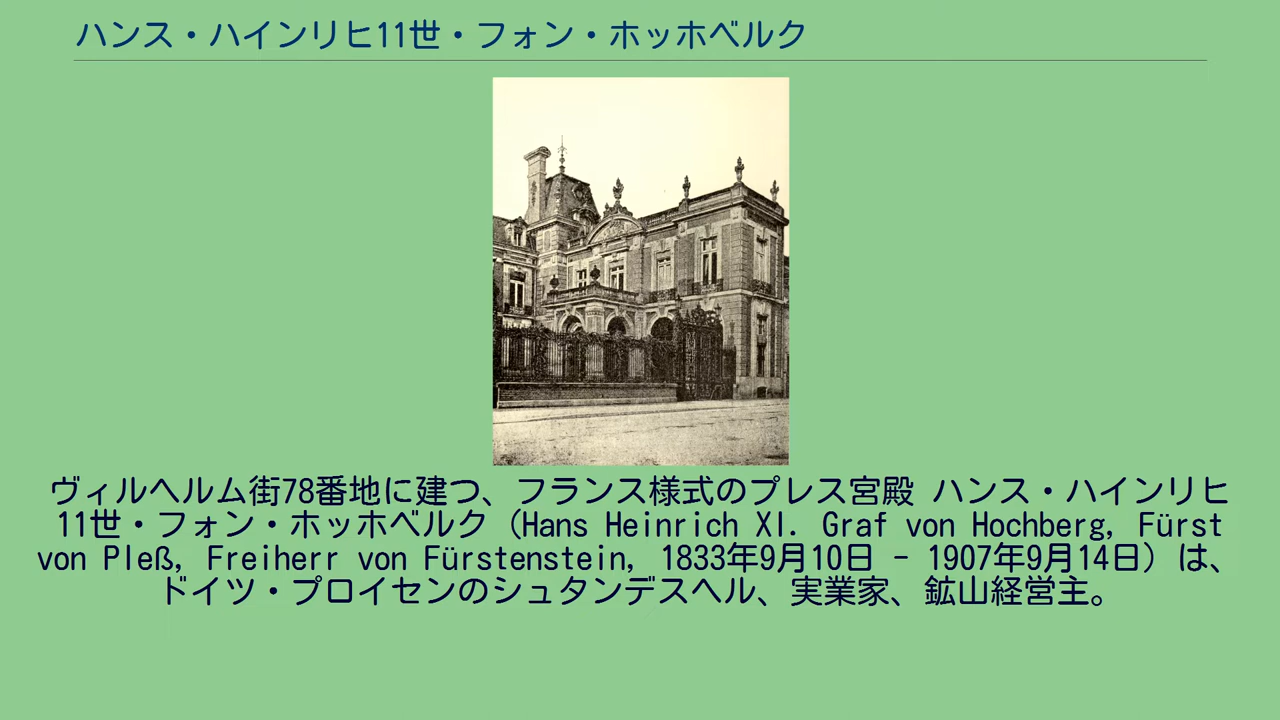 ハンス・ハインリヒ11世・フォン・ホッホベルク
ヴィルヘルム街78番地に建つ、フランス様式のプレス宮殿 ハンス・ハインリヒ
11世・フォン・ホッホベルク（Hans Heinrich XI. Graf von Hochberg, Fürst
von Pleß, Freiherr von Fürstenstein, 1833年9月10日 - 1907年9月14日）は、
ドイツ・プロイセンのシュタンデスヘル、実業家、鉱山経営主。